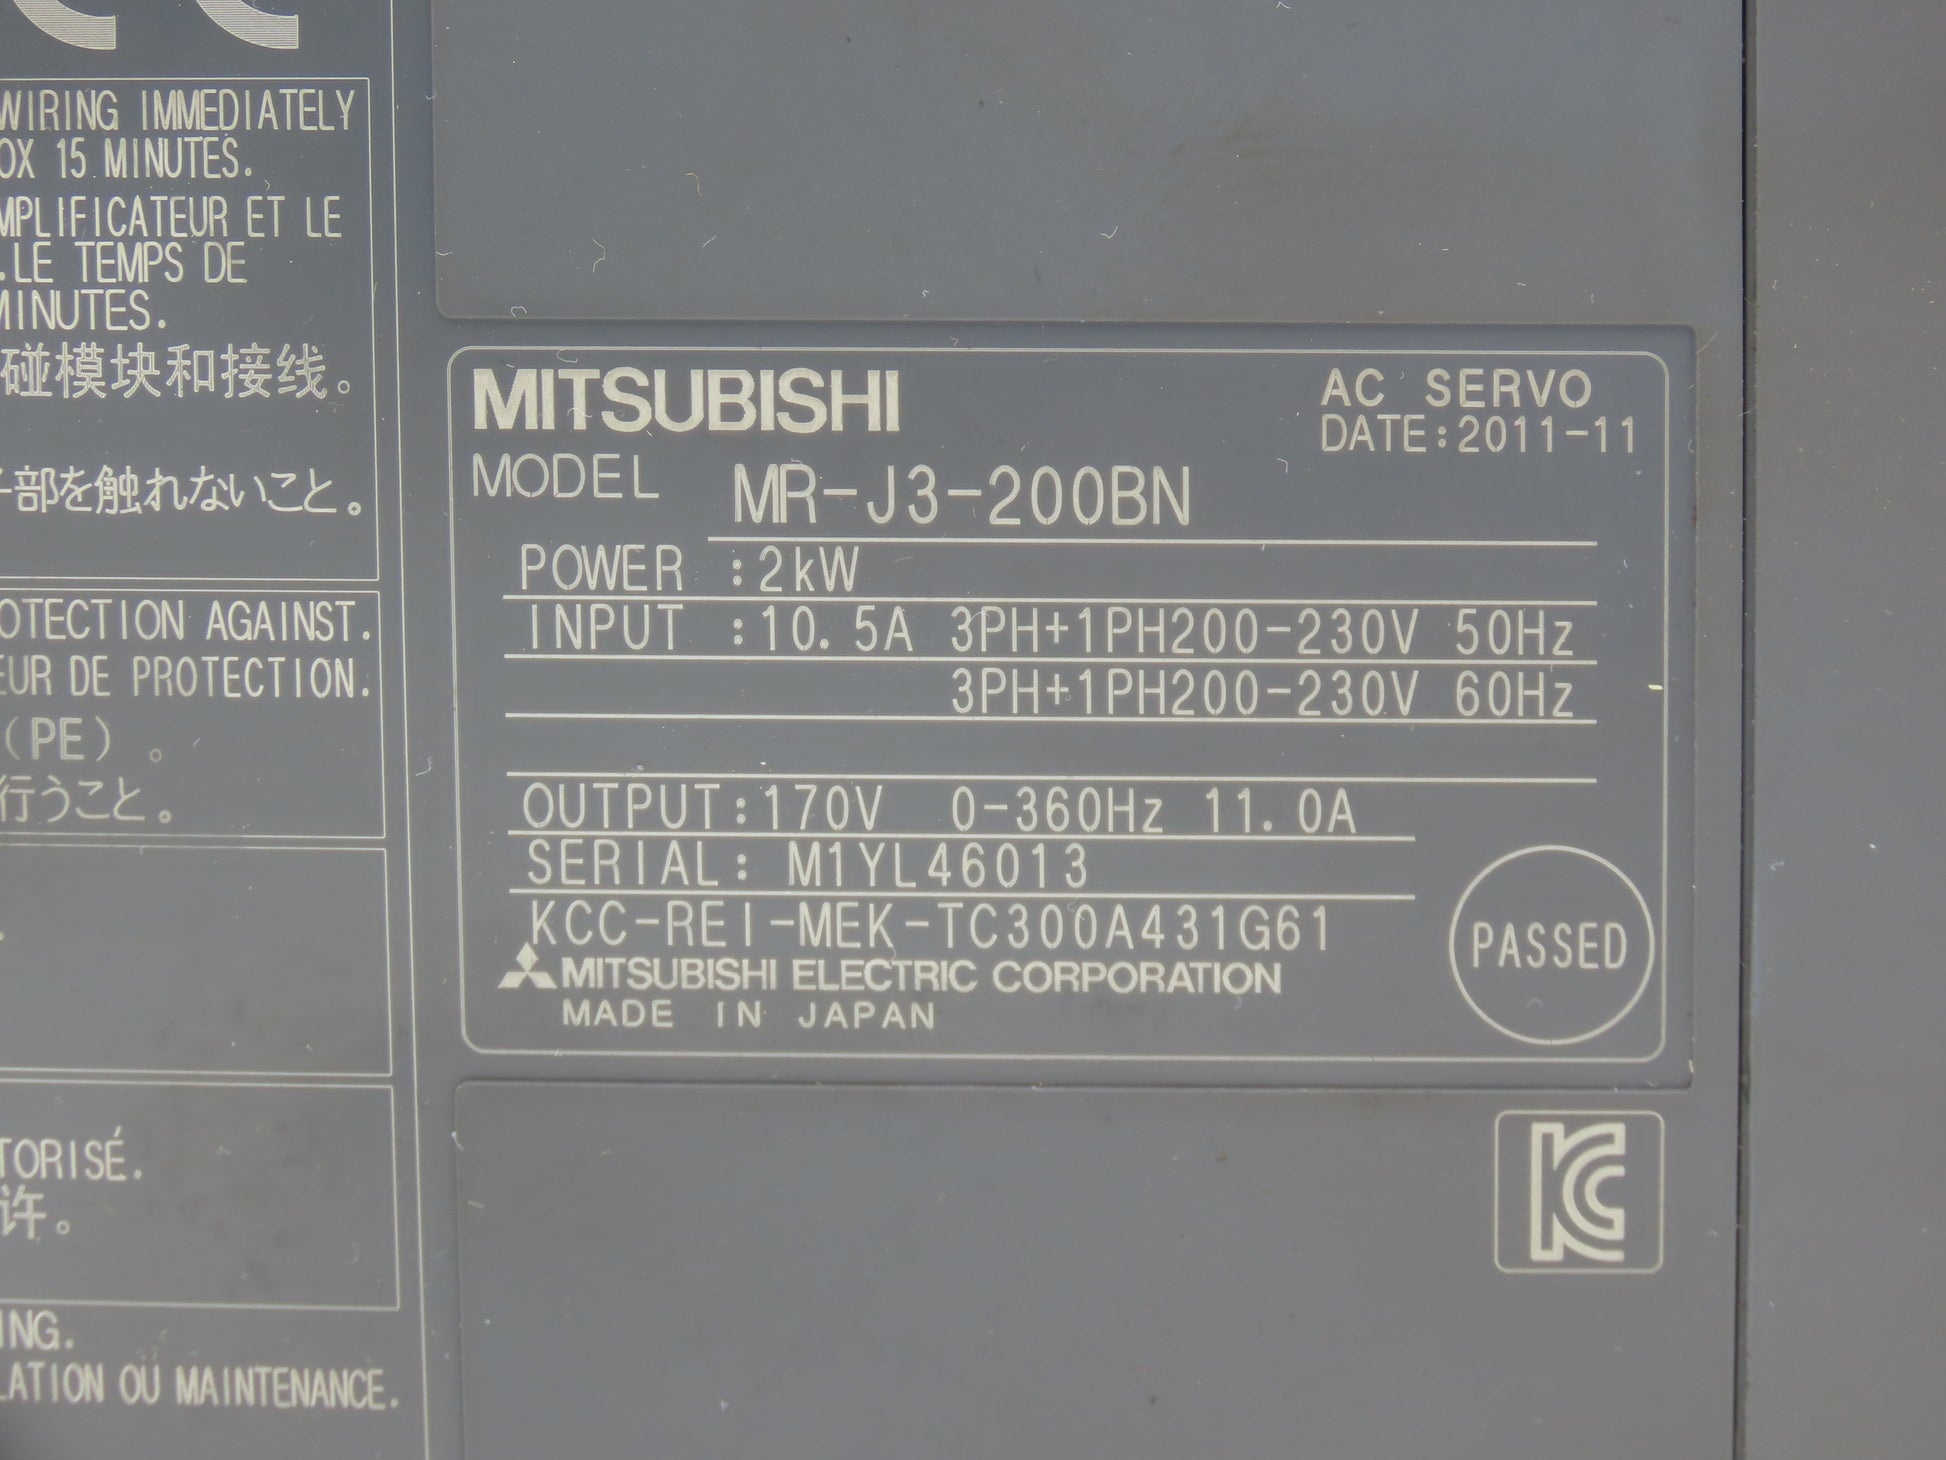 WIRING IMMEDIATELY
OX 15 MINUTES.
MPLIFICATEUR ET LE
.LE TEMPS DE
MINUTES.
碰模块和接线。
部を触れないこと。
OTECTION AGAINST.
EUR DE PROTECTION.
(PE)。
行うこと。
TORISÉ.
许。
ING.
LATION OU MAINTENANCE.
MITSUBISHI
AC SERVO
DATE:2011-11
MODEL MR-J3-200BN
POWER :2kW
INPUT :10.5A 3PH+1PH200-230V 50Hz
3PH+1PH200-230V 60Hz
OUTPUT:170V 0-360Hz 11.0A
SERIAL: M1YL46013
KCC-REI-MEK-TC300A431G61
MITSUBISHI ELECTRIC CORPORATION
MADE IN JAPAN
PASSED
KC